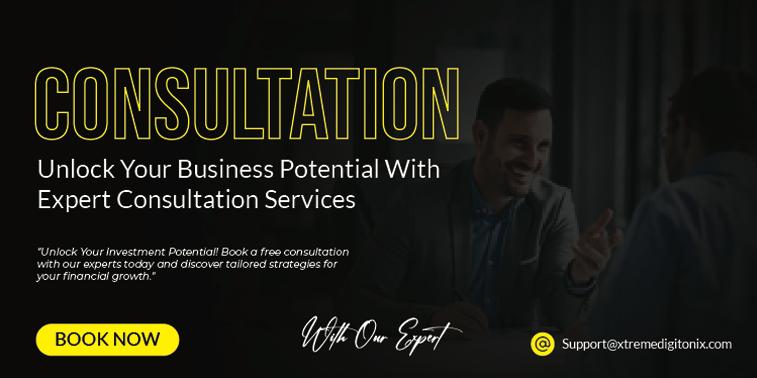 CONSULTATION
Unlock Your Business Potential With
Expert Consultation Services
"Unlock Your Investment Potential! Book a free consultation
with our experts today and discover tailored strategies for
your financial growth."
BOOK NOW
With Our Expert
@ Support@xtremedigitonix.com